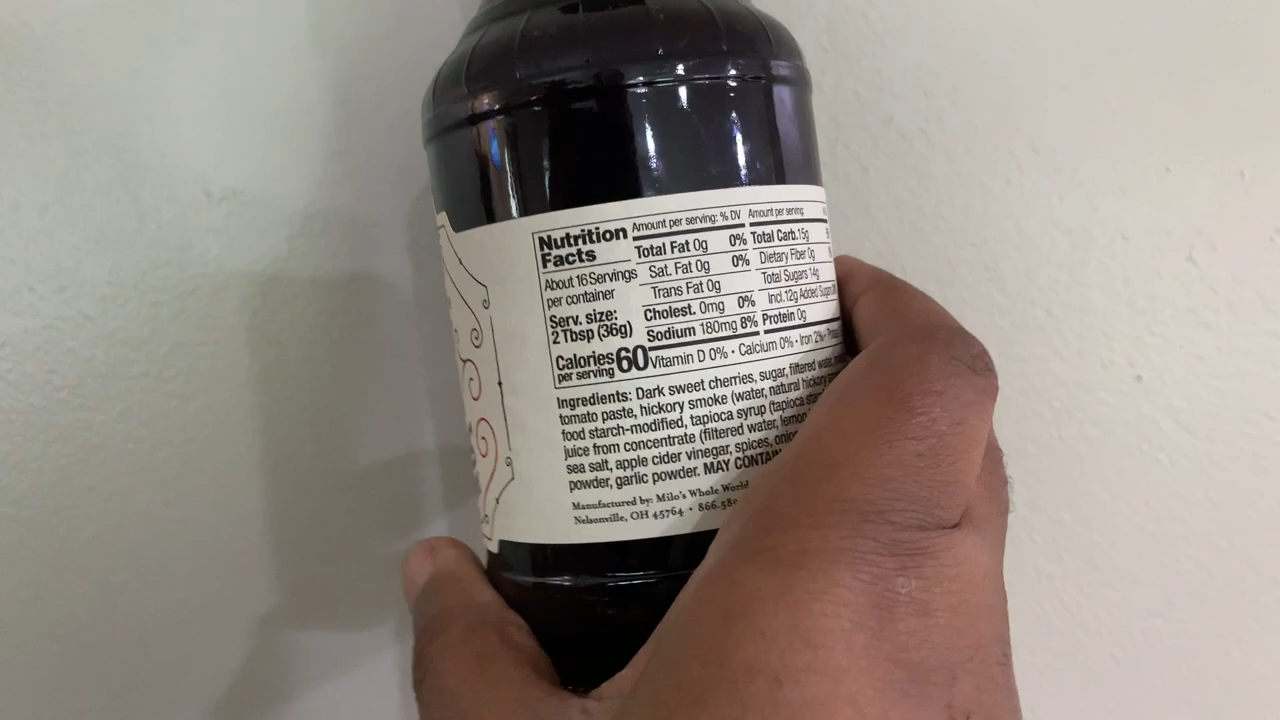 Nutrition
Facts
About 16 Servings
per container
Serv. size:
2 Tbsp (36g)
Calories 60
per serving
Amount per serving: % DV
Total Fat 0g 0%
Sat. Fat 0g 0%
Trans Fat 0g
Cholest. 0mg 0%
Sodium 180mg 8%
Amount per serving:
Total Carb. 15g
Dietary Fiber 0g
Total Sugars 14g
Incl. 12g Added Sugars
Protein 0g
Vitamin D 0% • Calcium 0% • Iron 2% •
Ingredients: Dark sweet cherries, sugar, filtered water,
tomato paste, hickory smoke (water, natural hickory
food starch-modified, tapioca syrup (tapioca
juice from concentrate (filtered water, lemon
sea salt, apple cider vinegar, spices,
powder, garlic powder. MAY CONTAIN
Manufactured by: Milo's Whole World
Nelsonville, OH 45764 • 866.58